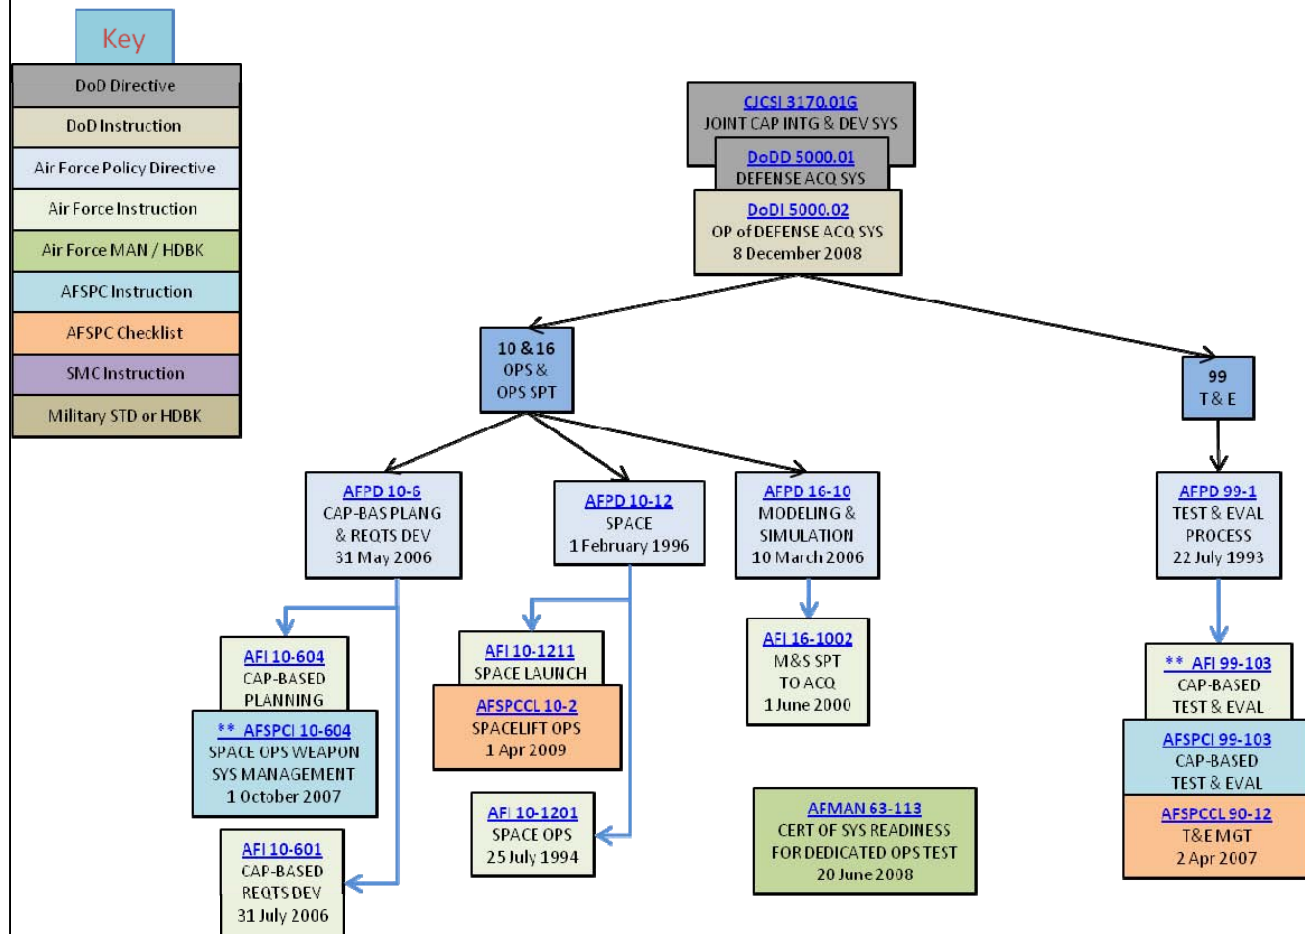 Key
DoD Directive
DoD Instruction
Air Force Policy Directive
Air Force Instruction
Air Force MAN / HDBK
AFSPC Instruction
AFSPC Checklist
SMC Instruction
Military STD or HDBK
CJCSI 3170.01G
JOINT CAP INTG & DEV SYS
DoDD 5000.01
DEFENSE ACQ SYS
DoDI 5000.02
OP of DEFENSE ACQ SYS
8 December 2008
10 & 16
OPS &
OPS SPT
99
T & E
AFPD 10-6
CAP-BAS PLANG
& REQTS DEV
31 May 2006
AFPD 10-12
SPACE
1 February 1996
AFPD 16-10
MODELING &
SIMULATION
10 March 2006
AFPD 99-1
TEST & EVAL
PROCESS
22 July 1993
AFI 10-604
CAP-BASED
PLANNING
** AFSPCI 10-604
SPACE OPS WEAPON
SYS MANAGEMENT
1 October 2007
AFI 10-601
CAP-BASED
REQTS DEV
31 July 2006
AFI 10-1211
SPACE LAUNCH
AFSPCCL 10-2
SPACELIFT OPS
1 Apr 2009
AFI 10-1201
SPACE OPS
25 July 1994
AFI 16-1002
M&S SPT
TO ACQ
1 June 2000
AFMAN 63-113
CERT OF SYS READINESS
FOR DEDICATED OPS TEST
20 June 2008
** AFI 99-103
CAP-BASED
TEST & EVAL
AFSPCI 99-103
CAP-BASED
TEST & EVAL
AFSPCCL 90-12
T&E MGT
2 Apr 2007